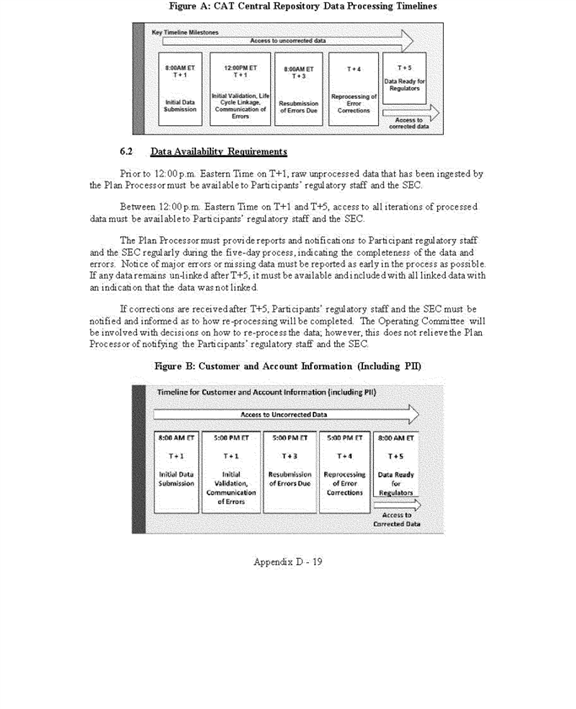 Figure A: CAT Central Repository Data Processing Timelines
Key Timeline Milestones
Access to uncorrected data
8:00AM ET
T + 1
Initial Data
Submission
12:00PM ET
T + 1
Initial Validation, Life
Cycle Linkage,
Communication of
Errors
8:00AM ET
T + 3
Resubmission
of Errors Due
T + 4
Reprocessing of
Error
Corrections
T + 5
Data Ready for
Regulators
Access to
corrected data
6.2 Data Availability Requirements
Prior to 12:00 p.m. Eastern Time on T+1, raw unprocessed data that has been ingested by
the Plan Processor must be available to Participants' regulatory staff and the SEC.
Between 12:00 p.m. Eastern Time on T+1 and T+5, access to all iterations of processed
data must be available to Participants' regulatory staff and the SEC.
The Plan Processor must provide reports and notifications to Participant regulatory staff
and the SEC regularly during the five-day process, indicating the completeness of the data and
errors. Notice of major errors or missing data must be reported as early in the process as possible.
If any data remains un-linked after T+5, it must be available and included with all linked data with
an indication that the data was not linked.
If corrections are received after T+5, Participants' regulatory staff and the SEC must be
notified and informed as to how re-processing will be completed. The Operating Committee will
be involved with decisions on how to re-process the data; however, this does not relieve the Plan
Processor of notifying the Participants' regulatory staff and the SEC.
Figure B: Customer and Account Information (Including PII)
Timeline for Customer and Account Information (including PII)
Access to Uncorrected Data
8:00 AM ET
T+1
Initial Data
Submission
5:00 PM ET
T+1
Initial
Validation,
Communication
of Errors
5:00 PM ET
T+3
Resubmission
of Errors Due
5:00 PM ET
T+4
Reprocessing
of Error
Corrections
8:00 AM ET
T+5
Data Ready
for
Regulators
Access to
Corrected Data
Appendix D - 19